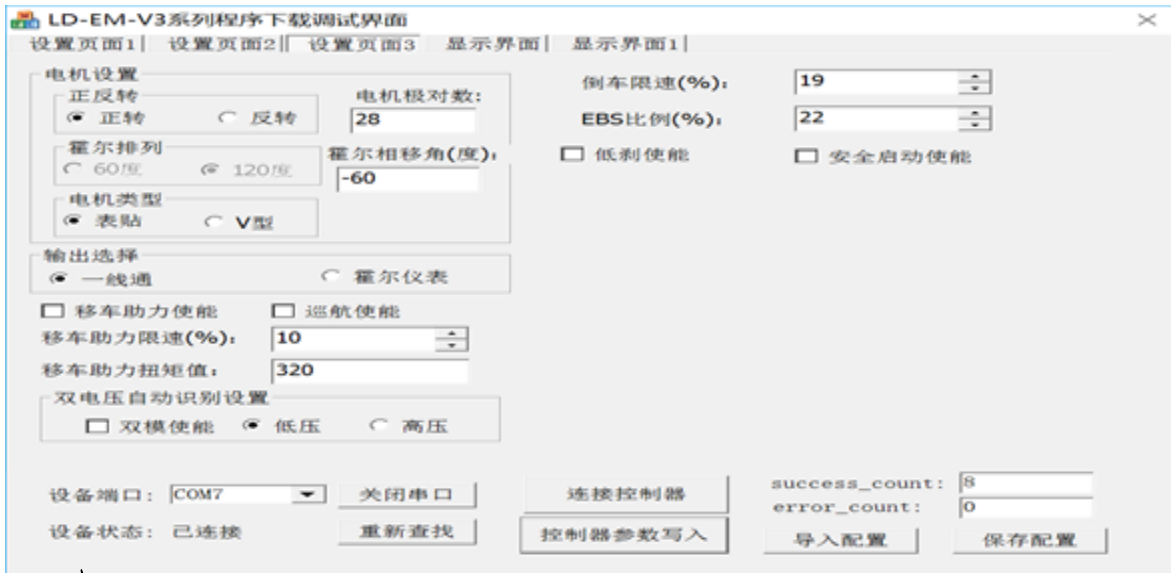 LD-EM-V3系列程序下载调试界面
设置页面1 设置页面2 设置页面3 显示界面 显示界面1
电机设置
正反转
正转 反转
电机极对数:
28
霍尔排列
60度 120度
霍尔相移角(度):
-60
电机类型
表贴 V型
输出选择
一线通 霍尔仪表
移车助力使能 巡航使能
移车助力限速(%): 10
移车助力扭矩值: 320
双电压自动识别设置
双模使能 低压 高压
倒车限速(%): 19
EBS比例(%): 22
低刹使能 安全启动使能
设备端口: COM7 关闭串口 连接控制器
设备状态: 已连接 重新查找 控制器参数写入
success_count: 8
error_count: 0
导入配置 保存配置